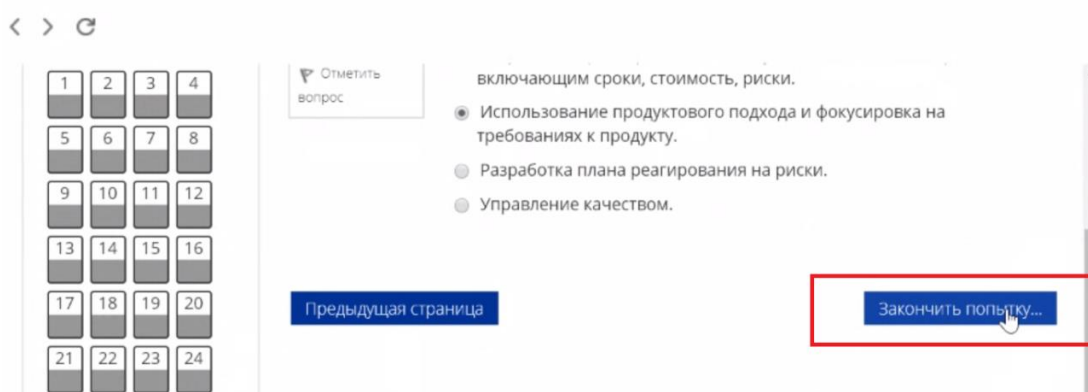 1 2 3 4
5 6 7 8
9 10 11 12
13 14 15 16
17 18 19 20
21 22 23 24
Отметить
вопрос
включающим сроки, стоимость, риски.
Использование продуктового подхода и фокусировка на
требованиях к продукту.
Разработка плана реагирования на риски.
Управление качеством.
Предыдущая страница
Закончить попытку...